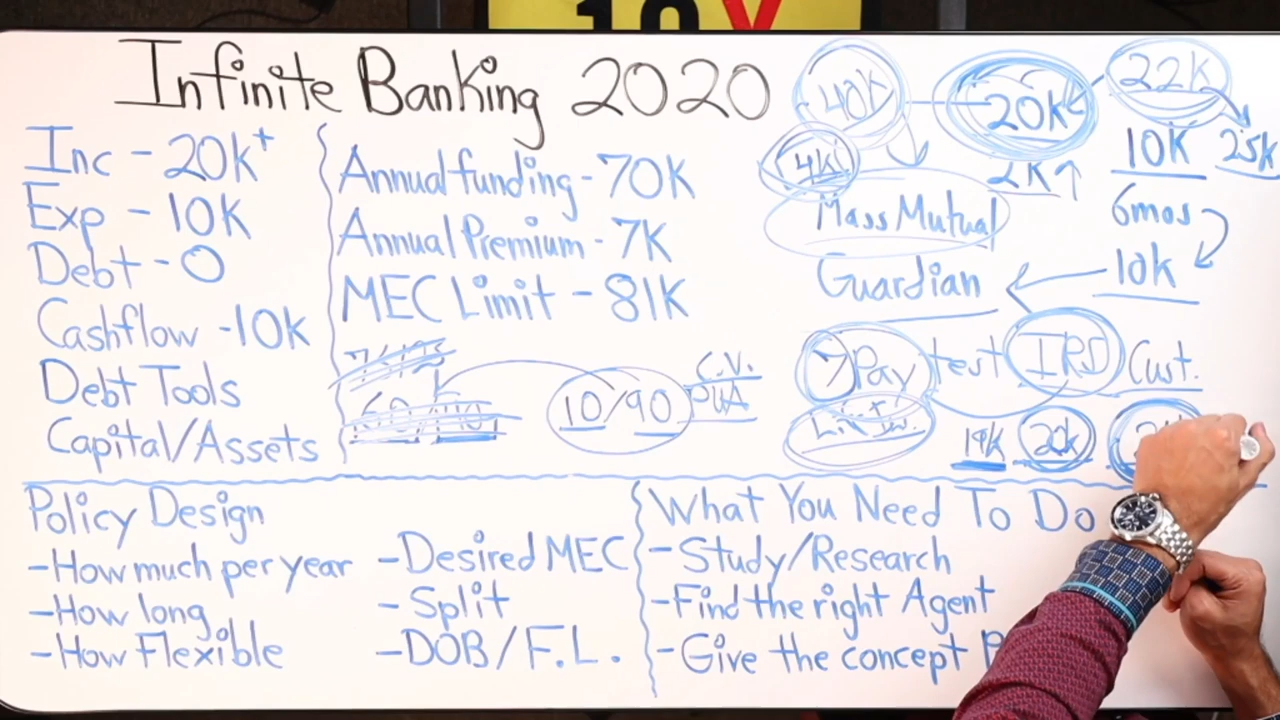 Infinite Banking 2020
Inc - 20K+
Exp - 10K
Debt - 0
Cashflow - 10K
Debt Tools
Capital/Assets
Annual funding - 70K
Annual Premium - 7K
MEC Limit - 81K
10/90
C.V.
PUA
40K
20K
22K
4K
2K↑
10K
25K
Mass Mutual
6mos
Guardian
10K
7 Pay test IRS Cust.
19K
22K
Policy Design
-How much per year
-How long
-How Flexible
-Desired MEC
-Split
-DOB/F.L.
What You Need To Do
-Study/Research
-Find the right Agent
-Give the concept